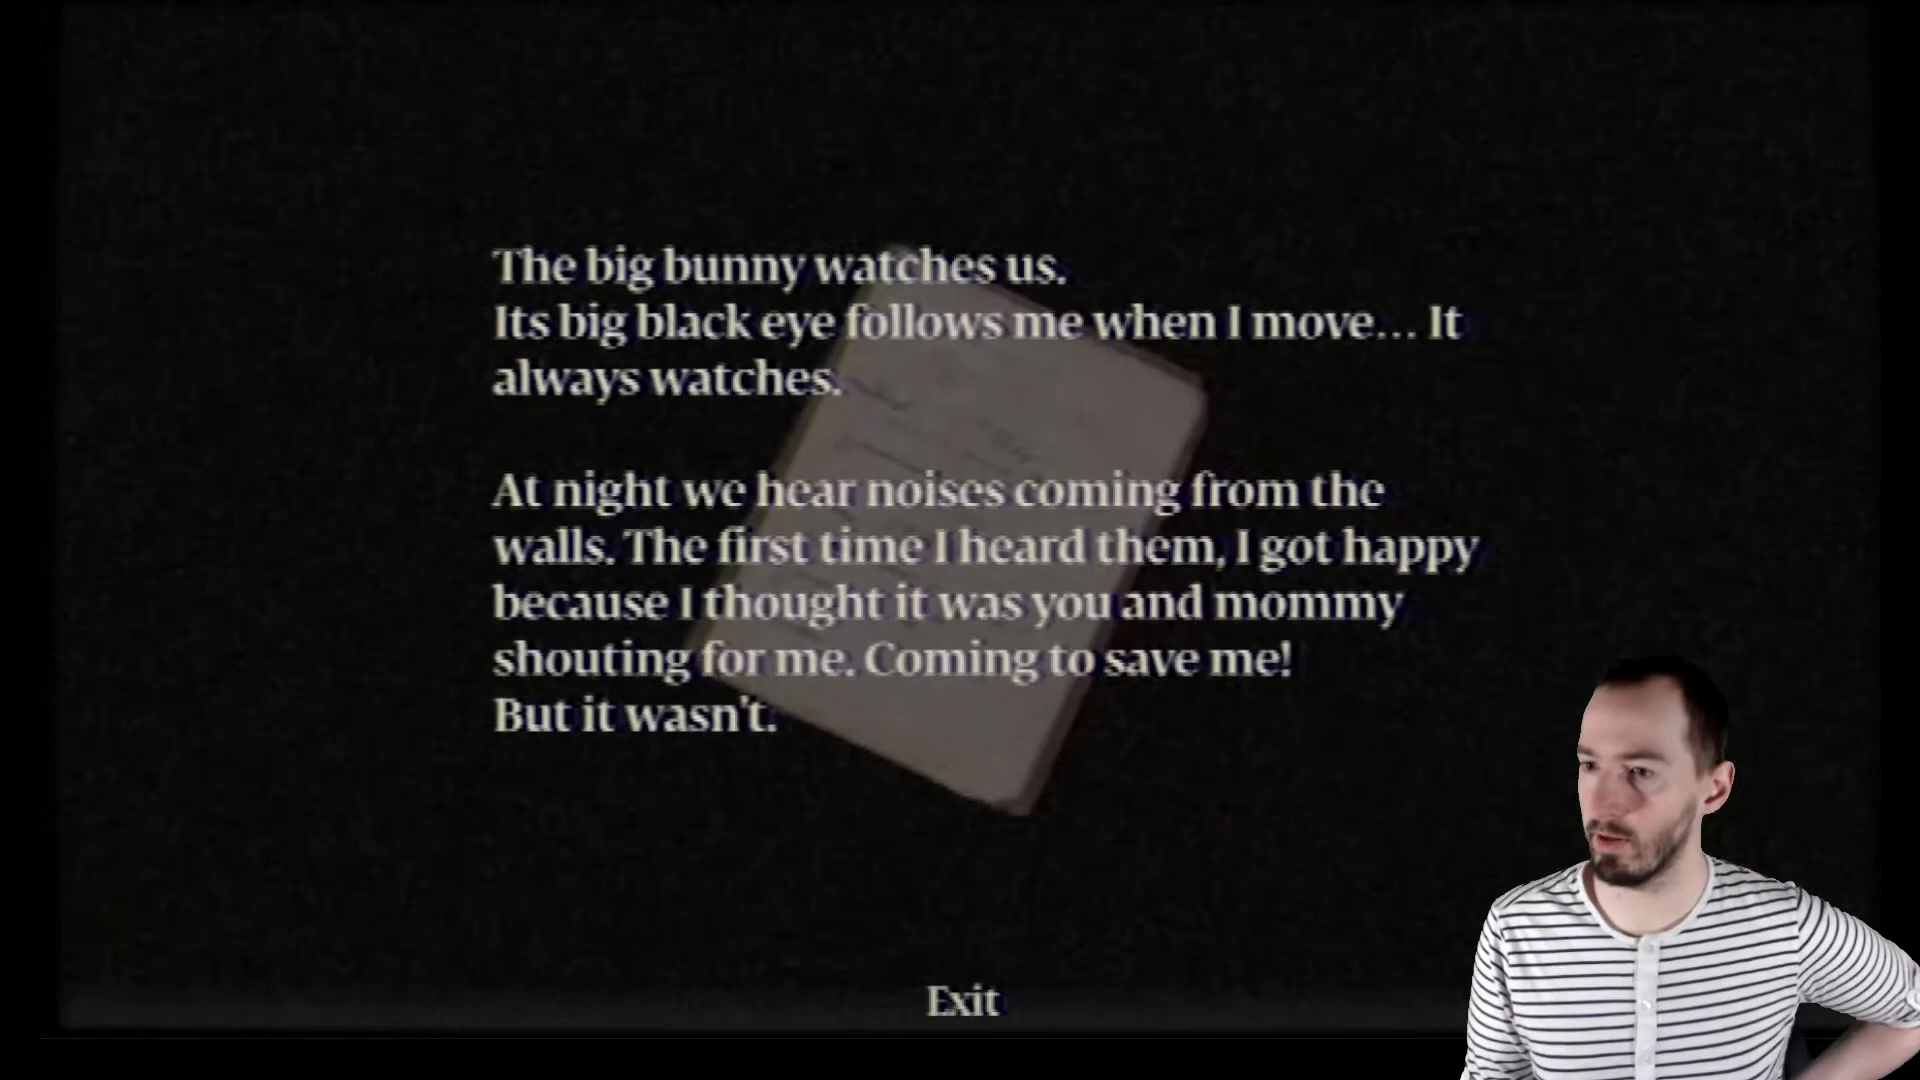 The big bunny watches us.
Its big black eye follows me when I move... It
always watches.
At night we hear noises coming from the
walls. The first time I heard them, I got happy
because I thought it was you and mommy
shouting for me. Coming to save me!
But it wasn't.
Exit